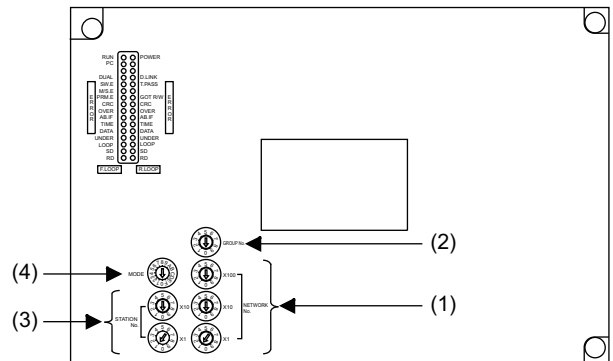 RUN POWER
PC
DUAL D.LINK
SW.E T.PASS
M/S.E
PRM.E GOT R/W
CRC CRC
OVER OVER
AB.IF AB.IF
TIME TIME
DATA DATA
UNDER UNDER
LOOP LOOP
SD SD
RD RD
ERROR ERROR
F.LOOP R.LOOP
GROUP No. (2)
(4) MODE X100
(3) STATION No. X10 X10 NETWORK No. (1)
X1 X1